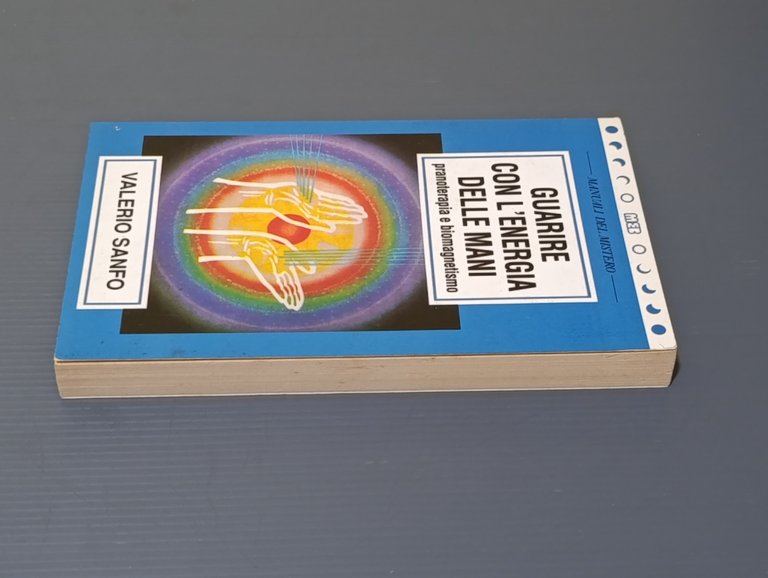 MEB
MANUALI DEL MISTERO
GUARIRE
CON L'ENERGIA
DELLE MANI
pranoterapia e biomagnetismo
VALERIO SANFO